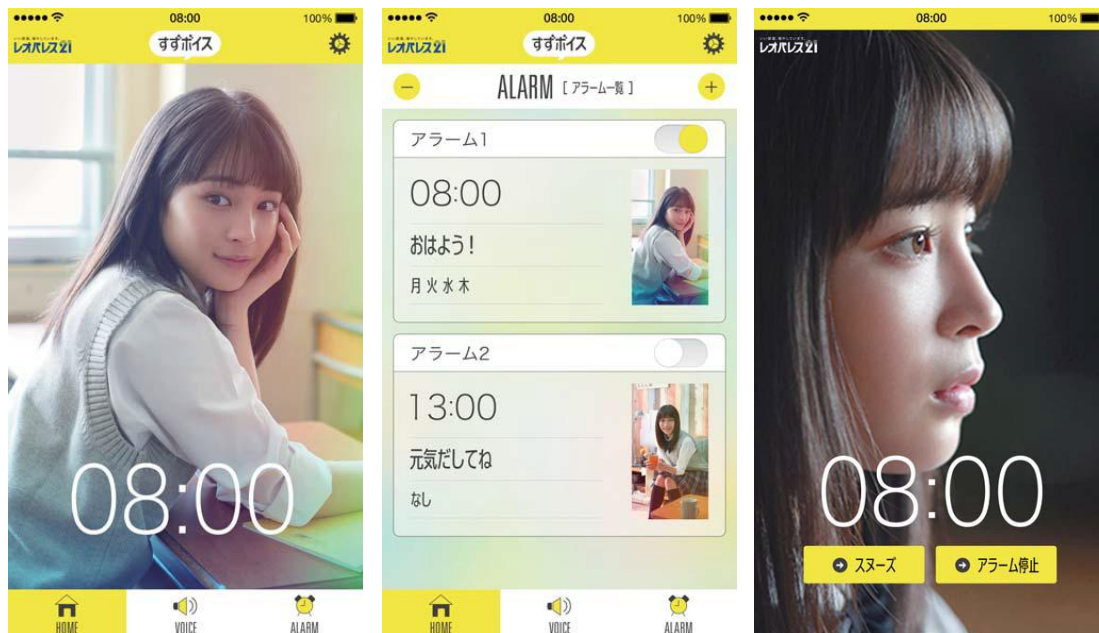 08:00
100%
レオパレス21
すずボイス
08:00
HOME
VOICE
ALARM
08:00
100%
レオパレス21
すずボイス
ALARM [ アラーム一覧 ]
アラーム1
08:00
おはよう！
月 火 水 木
アラーム2
13:00
元気だしてね
なし
HOME
VOICE
ALARM
08:00
100%
レオパレス21
08:00
スヌーズ
アラーム停止